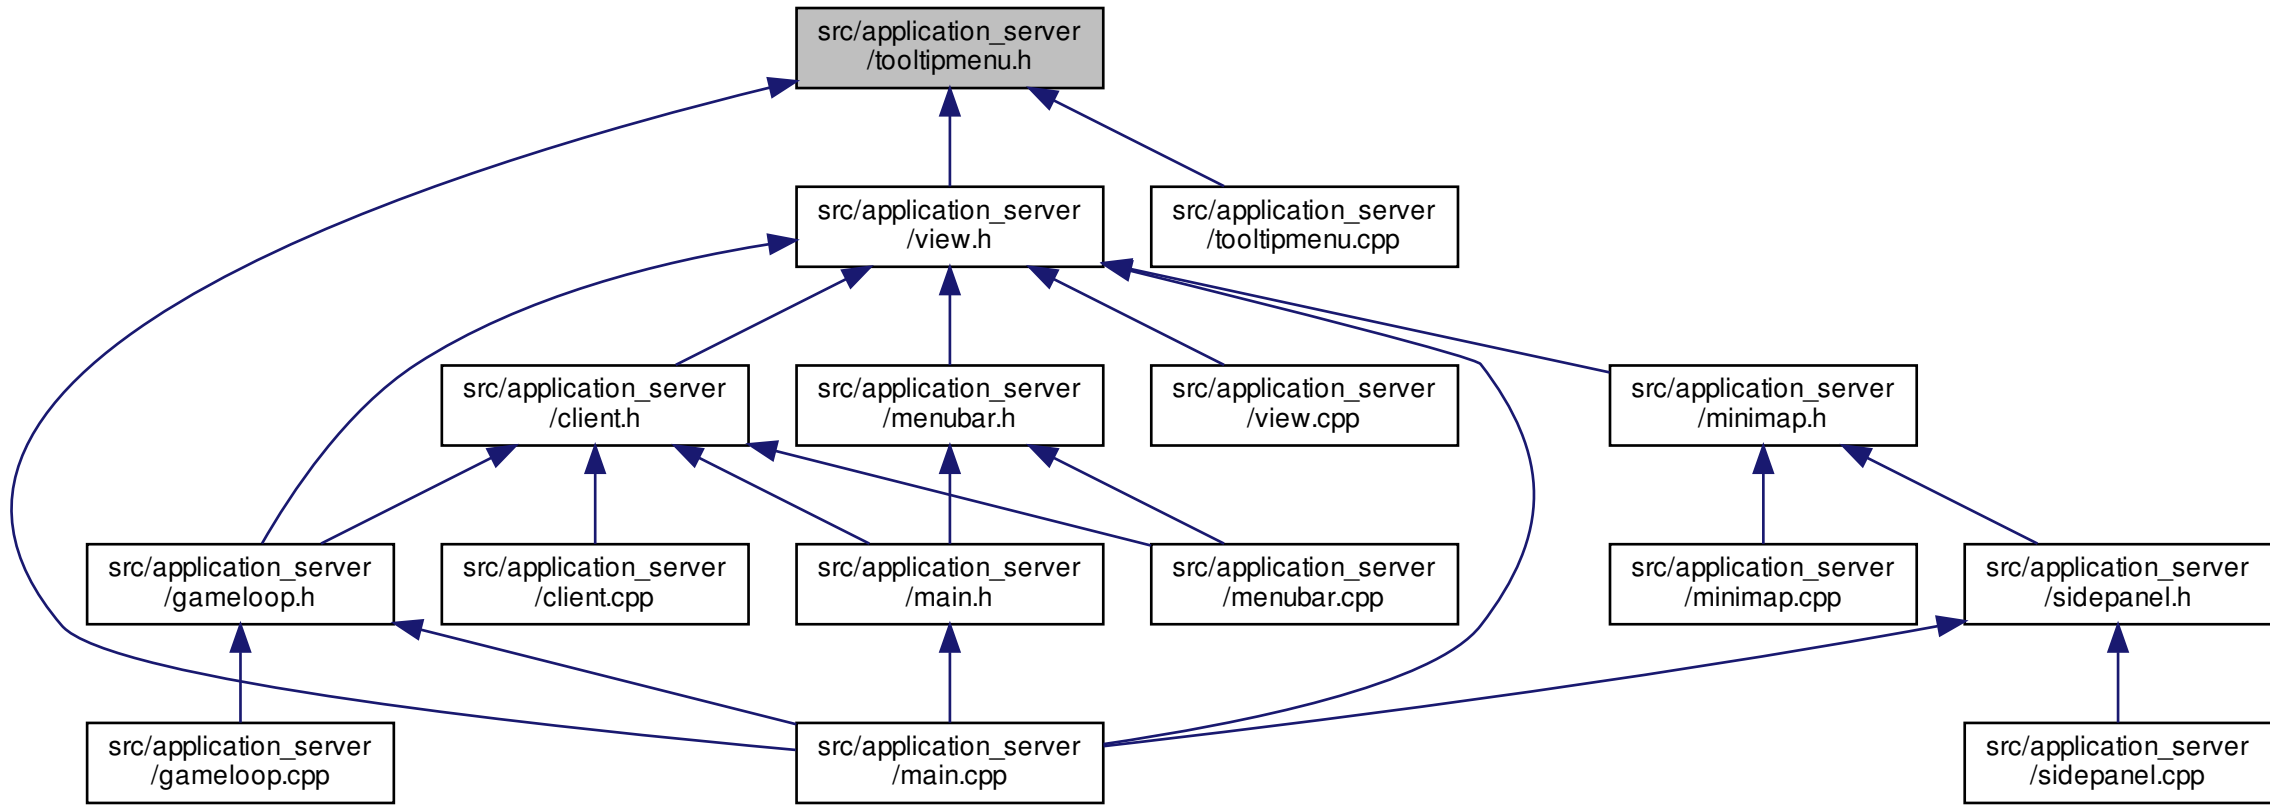 src/application_server
/tooltipmenu.h
src/application_server
/view.h
src/application_server
/tooltipmenu.cpp
src/application_server
/client.h
src/application_server
/menubar.h
src/application_server
/view.cpp
src/application_server
/minimap.h
src/application_server
/gameloop.h
src/application_server
/client.cpp
src/application_server
/main.h
src/application_server
/menubar.cpp
src/application_server
/minimap.cpp
src/application_server
/sidepanel.h
src/application_server
/gameloop.cpp
src/application_server
/main.cpp
src/application_server
/sidepanel.cpp